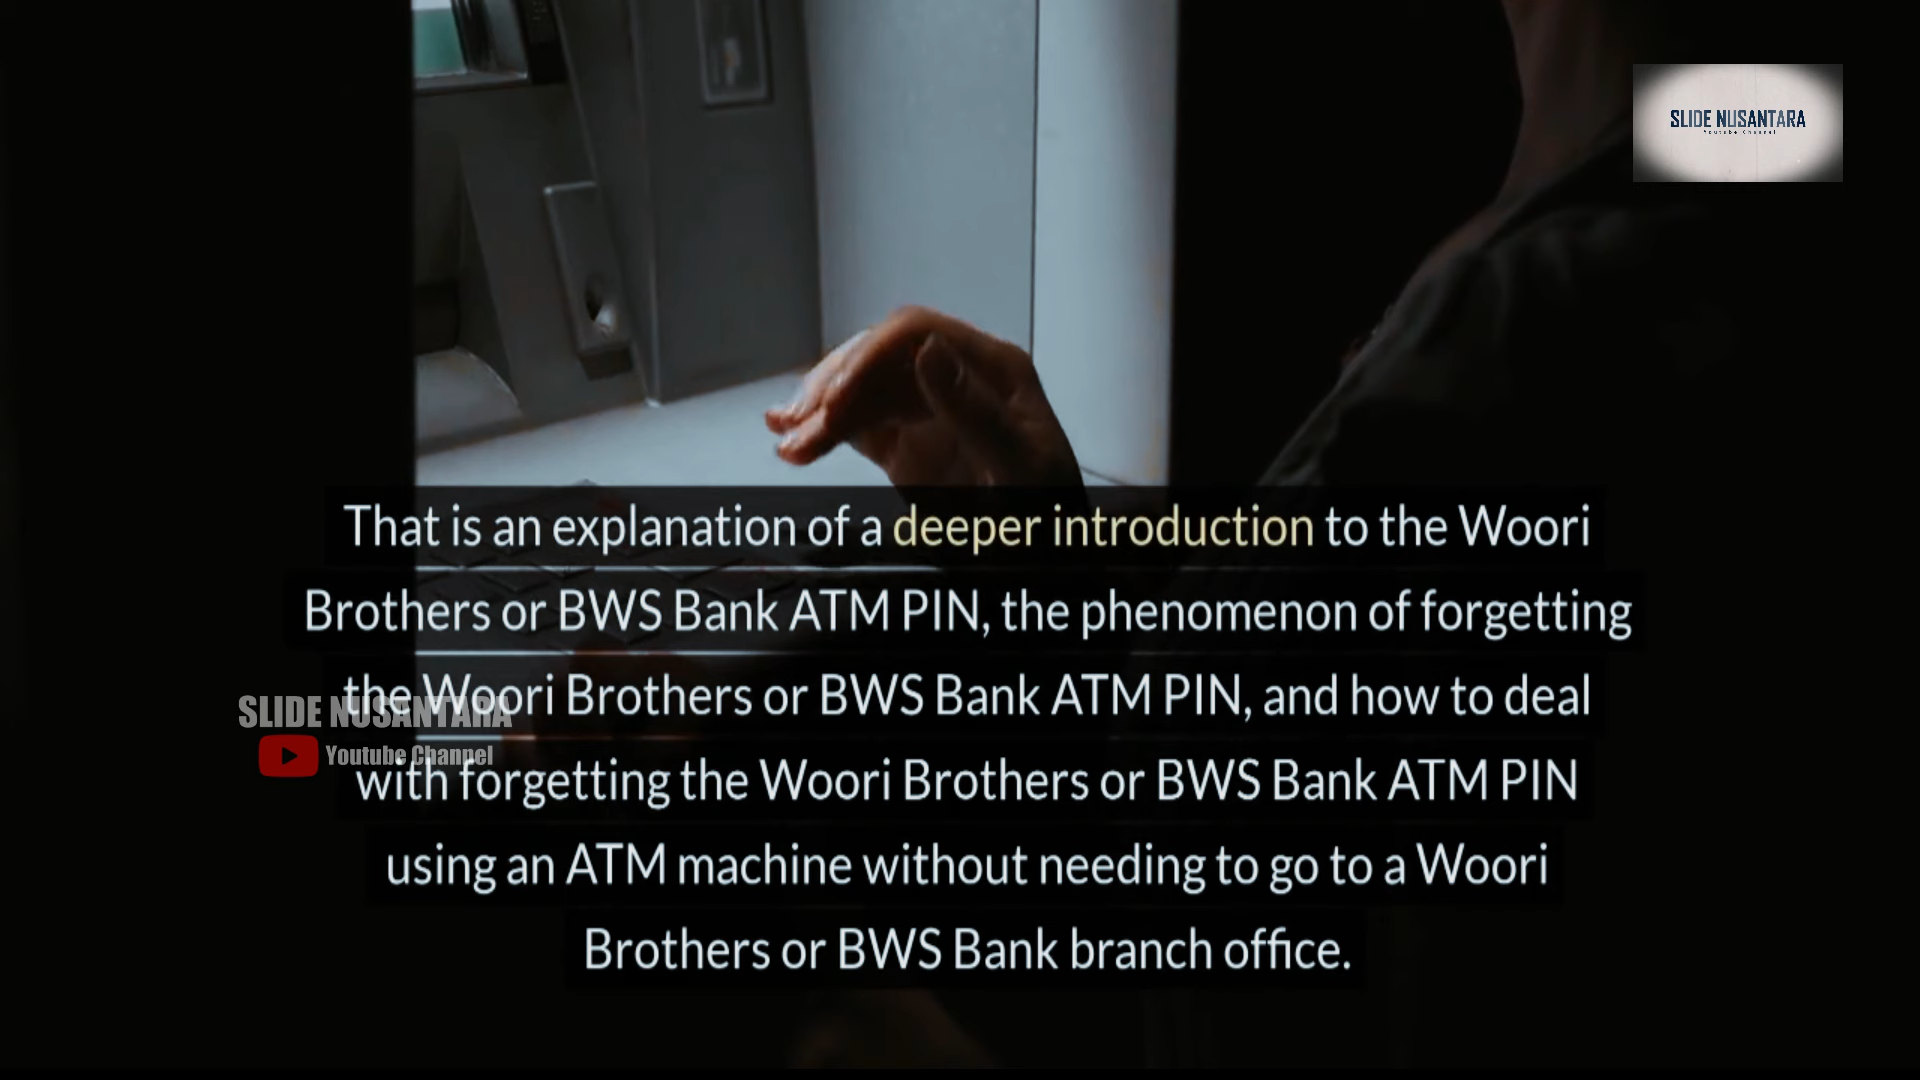 SLIDE NUSANTARA
Youtube Channel
That is an explanation of a deeper introduction to the Woori
Brothers or BWS Bank ATM PIN, the phenomenon of forgetting
the Woori Brothers or BWS Bank ATM PIN, and how to deal
with forgetting the Woori Brothers or BWS Bank ATM PIN
using an ATM machine without needing to go to a Woori
Brothers or BWS Bank branch office.
SLIDE NUSANTARA
Youtube Channel